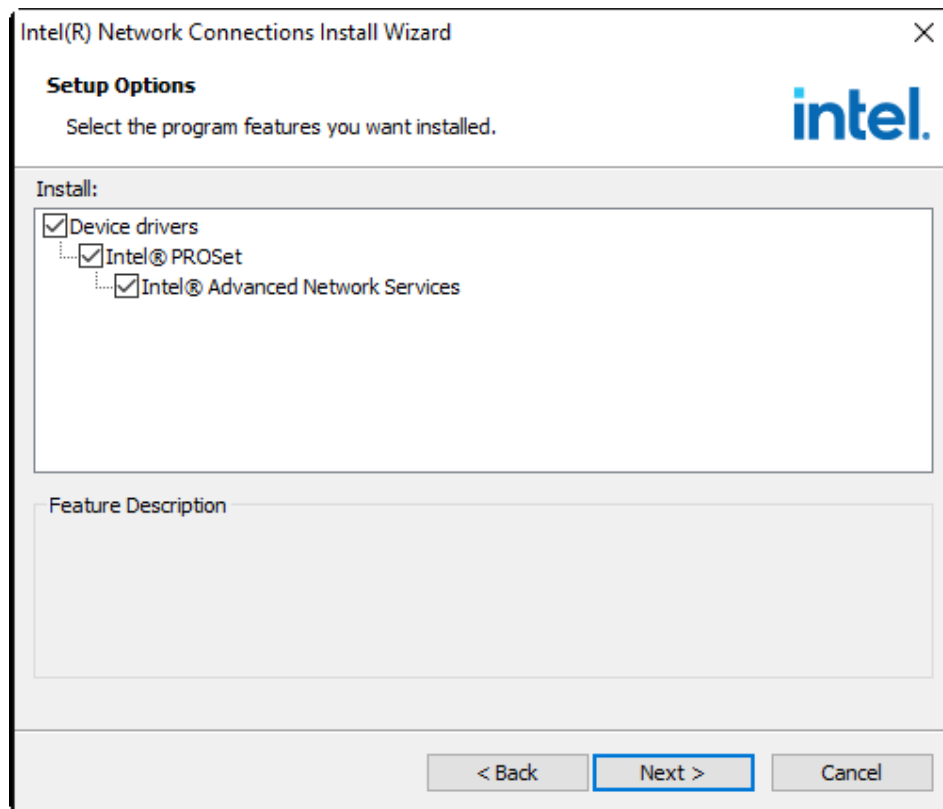 Intel(R) Network Connections Install Wizard
Setup Options
Select the program features you want installed.
intel.
Install:
Device drivers
Intel® PROSet
Intel® Advanced Network Services
Feature Description
< Back
Next >
Cancel